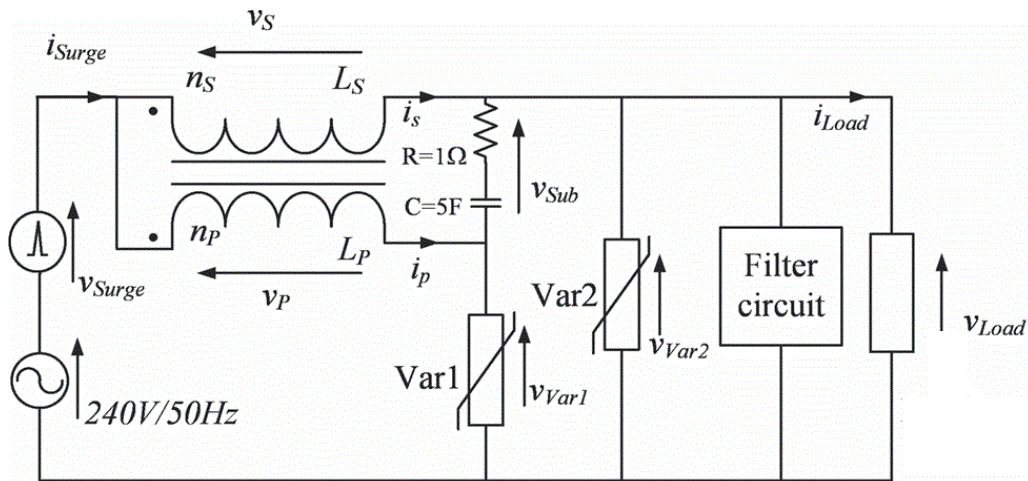 v_S
i_Surge
n_S
L_S
i_s
i_Load
R=1Ω
v_Sub
C=5F
n_P
L_P
i_p
v_Surge
v_P
Var1
v_Var1
Var2
v_Var2
Filter
circuit
v_Load
240V/50Hz